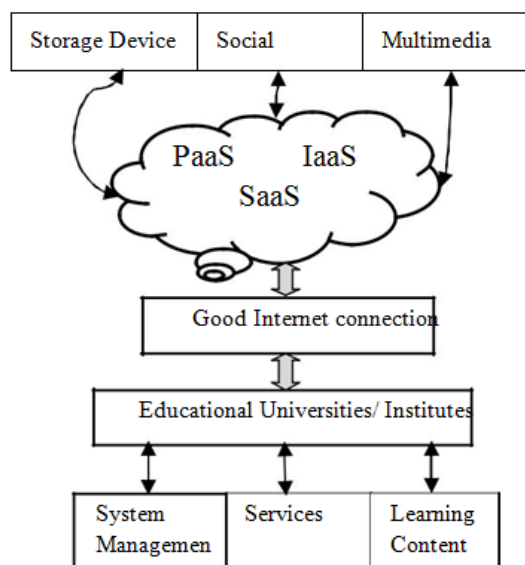 Storage Device
Social
Multimedia
PaaS
IaaS
SaaS
Good Internet connection
Educational Universities/ Institutes
System
Managemen
Services
Learning
Content